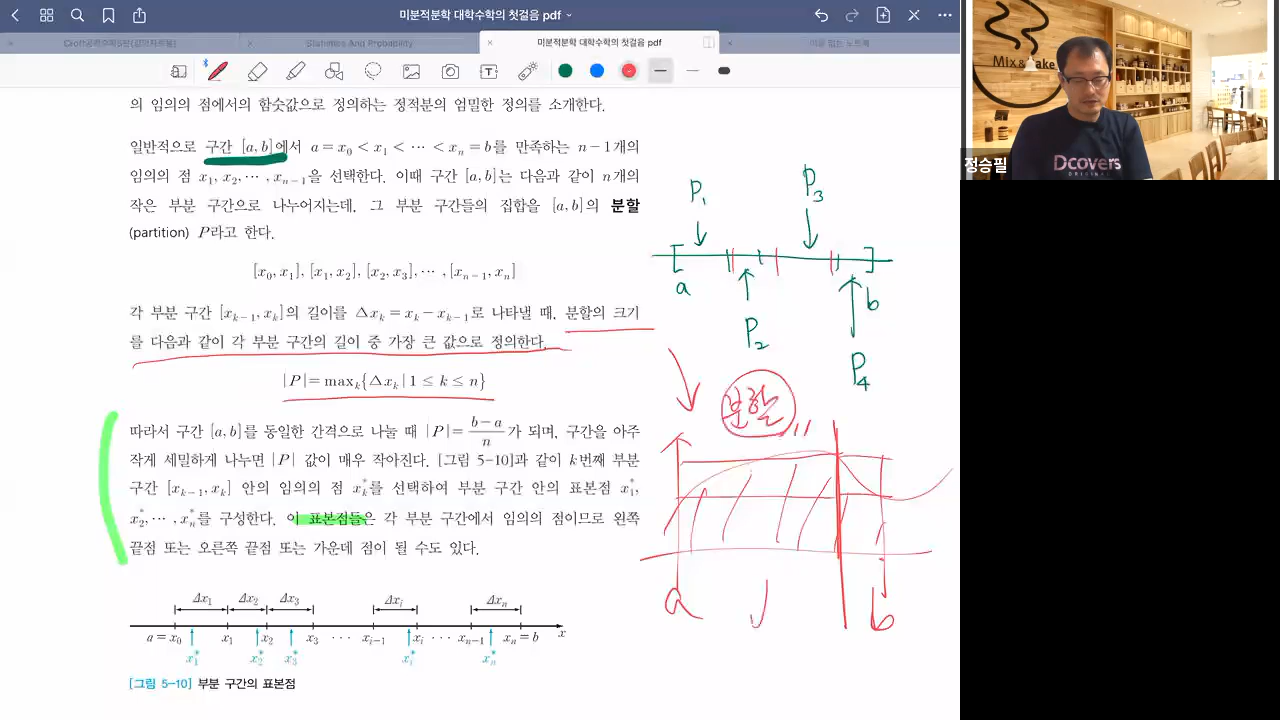 미분적분학 대학수학의 첫걸음 pdf
Statistics And Probability
미분적분학 대학수학의 첫걸음 pdf
의 임의의 점에서의 함숫값으로 정의하는 정적분의 엄밀한 정의를 소개한다.
일반적으로 구간 [a, b]에서 a = x₀ < x₁ < ⋯ < xₙ = b를 만족하는 n-1개의
임의의 점 x₁, x₂, ⋯, xₙ₋₁을 선택한다. 이때 구간 [a, b]는 다음과 같이 n개의
작은 부분 구간으로 나누어지는데, 그 부분 구간들의 집합을 [a, b]의 분할
(partition) P라고 한다.
[x₀, x₁], [x₁, x₂], [x₂, x₃], ⋯, [xₙ₋₁, xₙ]
각 부분 구간 [xₖ₋₁, xₖ]의 길이를 Δxₖ = xₖ - xₖ₋₁로 나타낼 때, 분할의 크기
를 다음과 같이 각 부분 구간의 길이 중 가장 큰 값으로 정의한다.
|P| = maxₖ{Δxₖ | 1 ≤ k ≤ n}
따라서 구간 [a, b]를 동일한 간격으로 나눌 때 |P| = (b-a)/n가 되며, 구간을 아주
작게 세밀하게 나누면 |P| 값이 매우 작아진다. [그림 5-10]과 같이 k번째 부분
구간 [xₖ₋₁, xₖ] 안의 임의의 점 xₖ*를 선택하여 부분 구간 안의 표본점 x₁*,
x₂*, ⋯, xₙ*를 구성한다. 이 표본점들은 각 부분 구간에서 임의의 점이므로 왼쪽
끝점 또는 오른쪽 끝점 또는 가운데 점이 될 수도 있다.
Δx₁ Δx₂ Δx₃ Δxᵢ Δxₙ
a = x₀ x₁ x₂ x₃ ⋯ xᵢ₋₁ xᵢ ⋯ xₙ₋₁ xₙ = b x
x₁* x₂* x₃* xᵢ* xₙ*
[그림 5-10] 부분 구간의 표본점
P₁ P₃
a b
P₂ P₄
분할
a b
Mix&
정승필
Dcovers
ORIGINAL